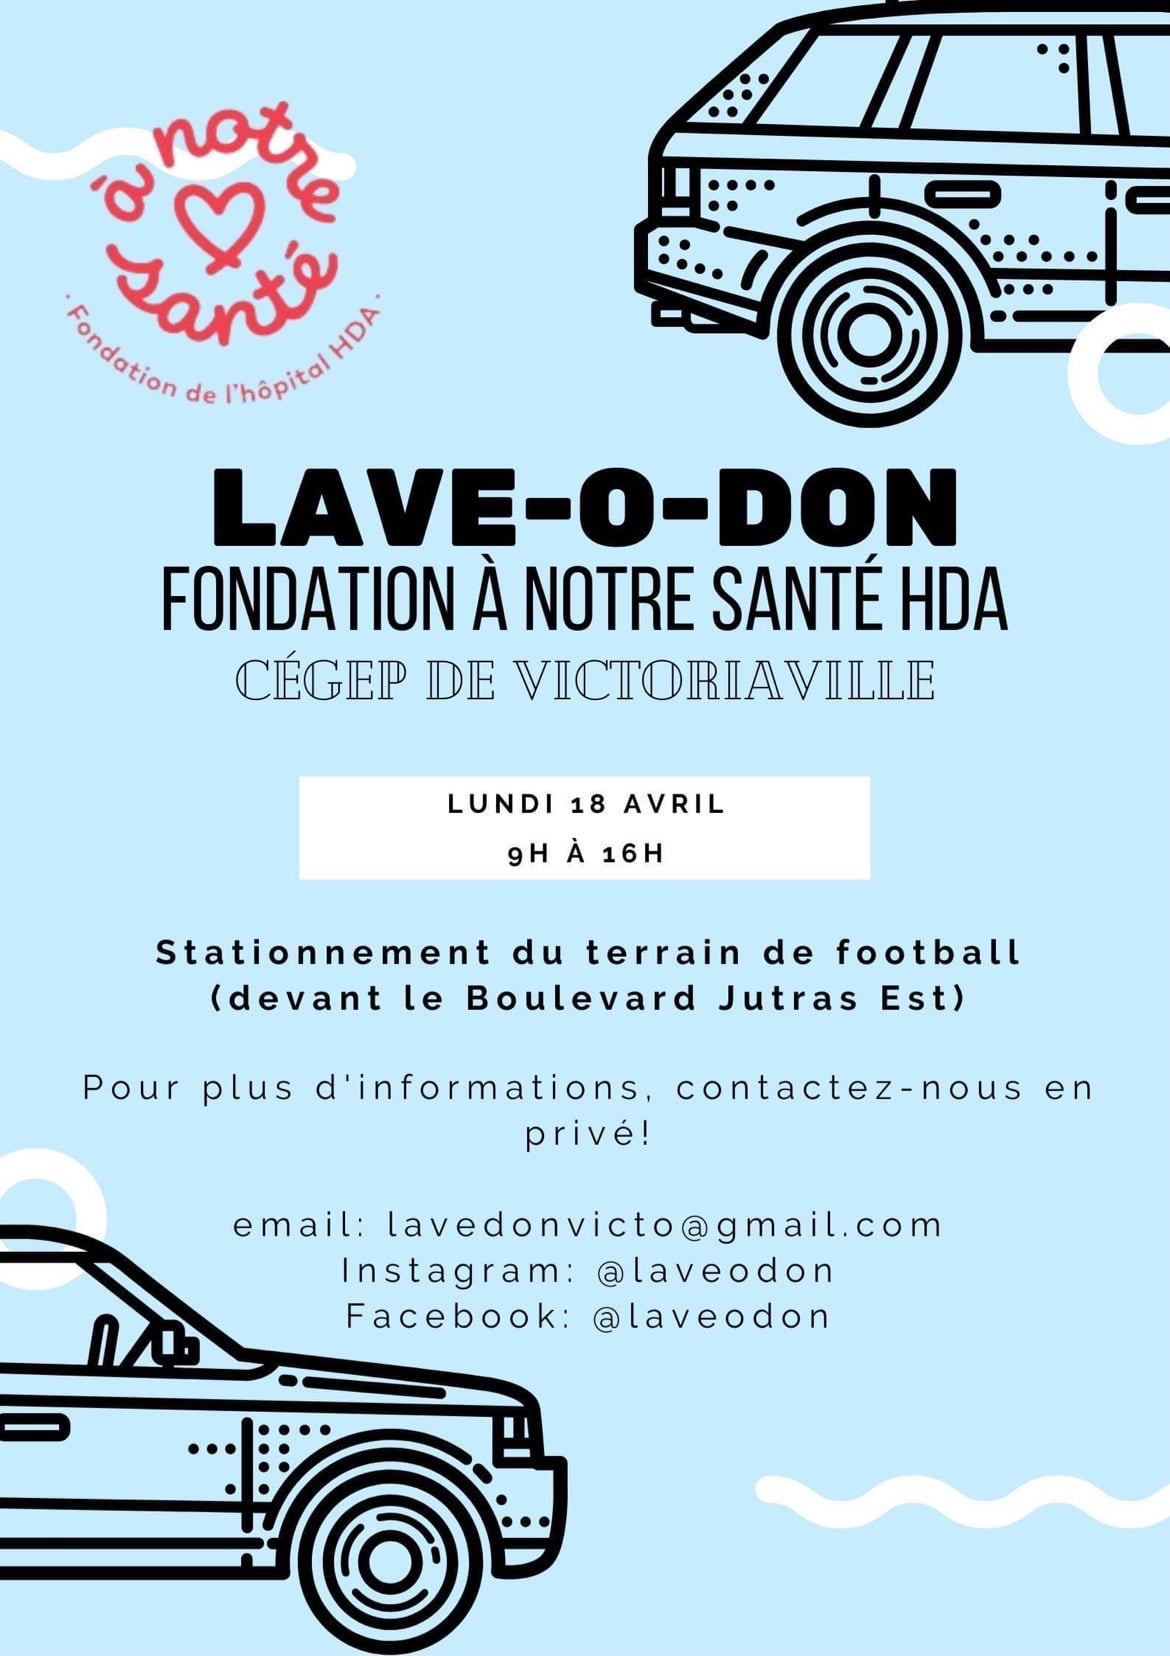 à notre
santé
· Fondation de l'hôpital HDA ·
LAVE-O-DON
FONDATION À NOTRE SANTÉ HDA
CÉGEP DE VICTORIAVILLE
LUNDI 18 AVRIL
9H À 16H
Stationnement du terrain de football
(devant le Boulevard Jutras Est)
Pour plus d'informations, contactez-nous en
privé!
email: lavedonvicto@gmail.com
Instagram: @laveodon
Facebook: @laveodon